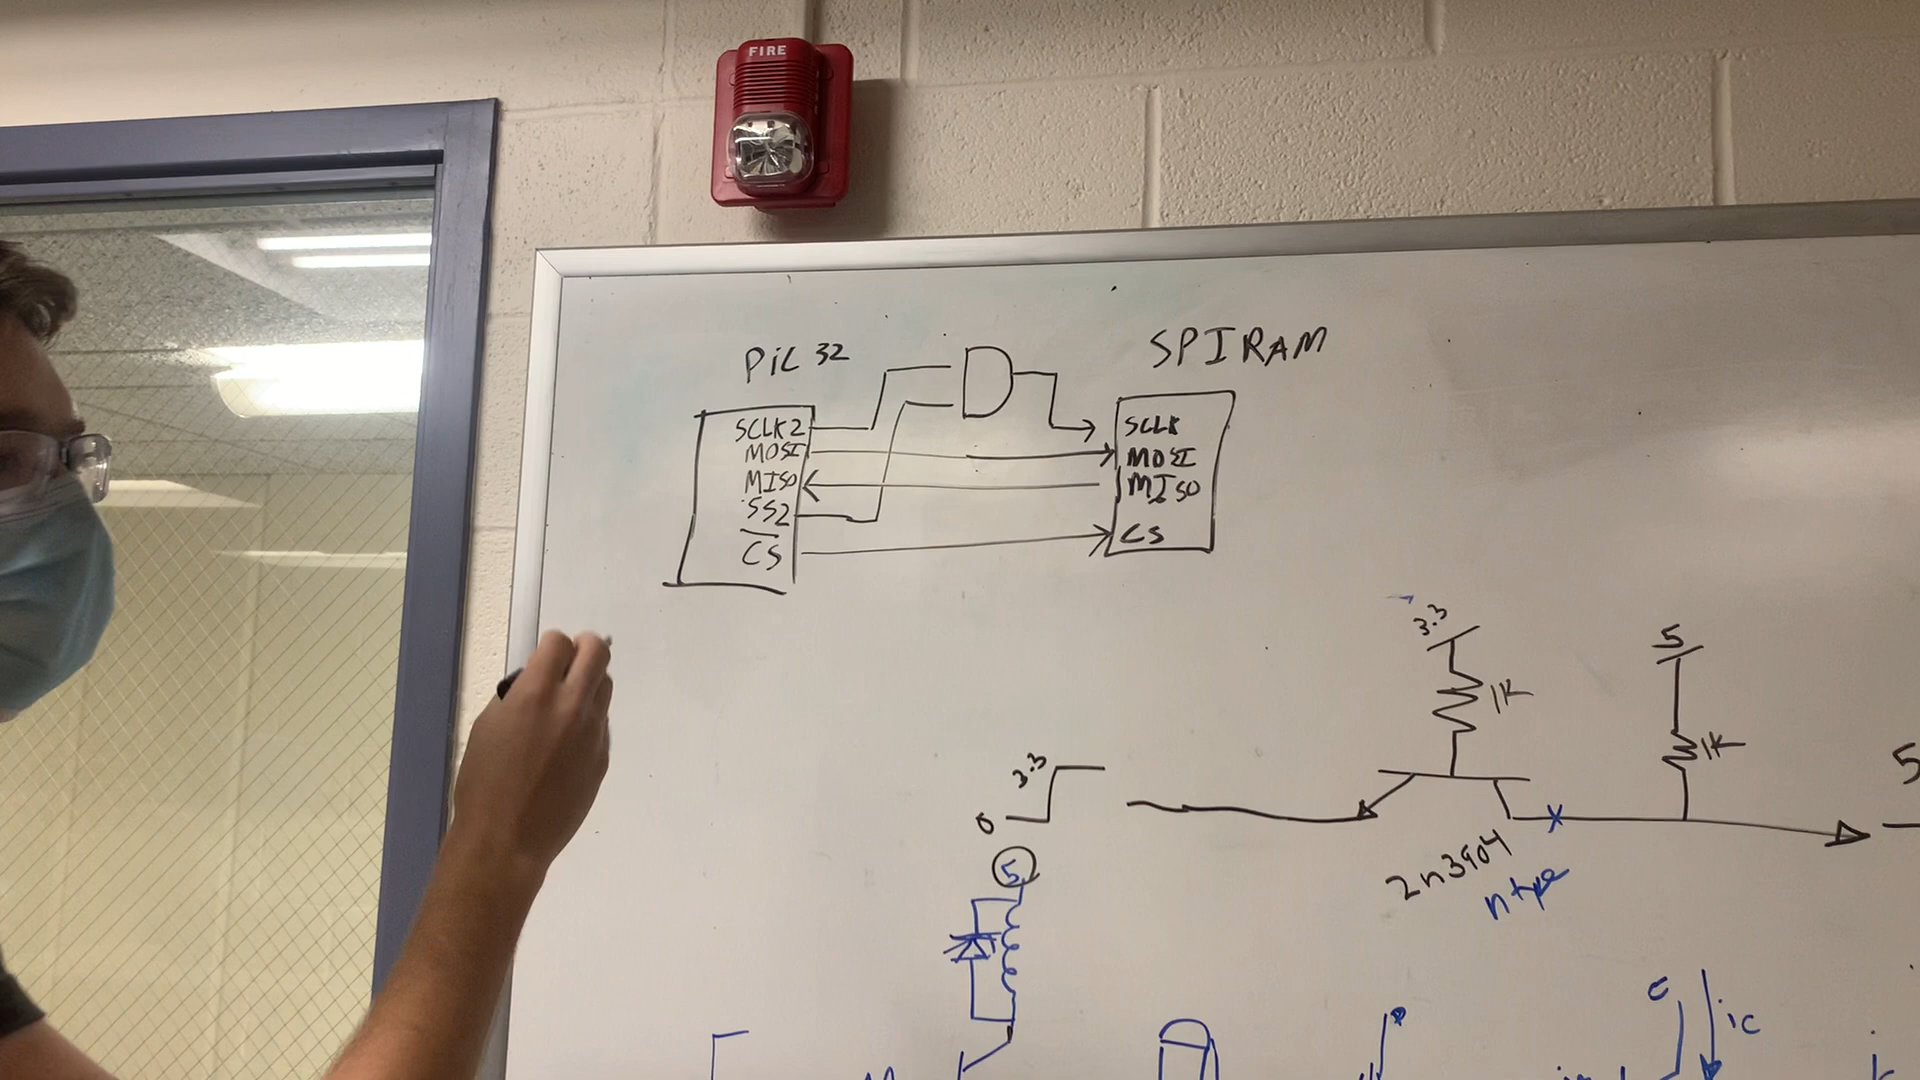 FIRE
PiC 32
SPIRAM
SCLK2
MOSI
MISO
SS2
CS
SCLK
MOSI
MISO
CS
3.3
1K
5
1K
3.3
0
5
5
2n3904
n type
c
ic